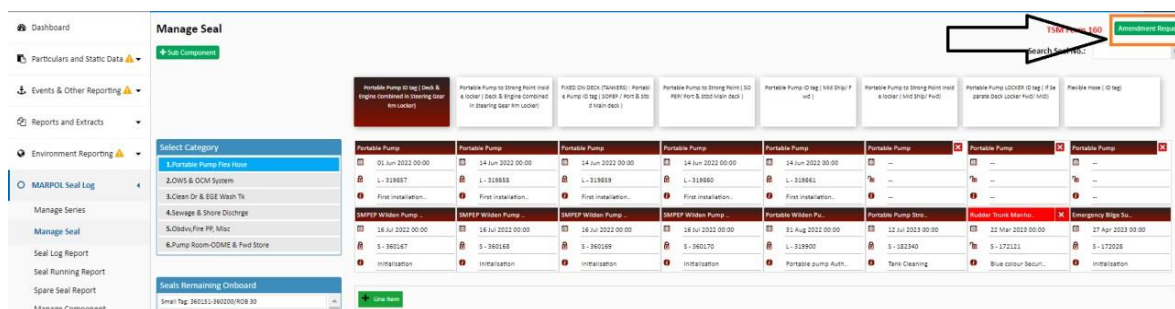 Dashboard
Particulars and Static Data
Events & Other Reporting
Reports and Extracts
Environment Reporting
MARPOL Seal Log
Manage Series
Manage Seal
Seal Log Report
Seal Running Report
Spare Seal Report
Manage Component
Manage Seal
+ Sub Component
TSM Form 160
Amendment Reque
Search Seal No.:
Portable Pump ID tag ( Deck &
Engine Combined in Steering Gear
Rm Locker)
Portable Pump to Strong Point insid
e locker ( Deck & Engine Combined
in Steering Gear Rm Locker)
FIXED ON DECK (TANKERS) : Portabl
e Pump ID tag ( SOPEP / Port & Stb
d Main deck )
Portable Pump to Strong Point ( SO
PEP/ Port & Stbd Main deck )
Portable Pump ID tag ( Mid Ship/ F
wd )
Portable Pump to Strong Point insid
e locker ( Mid Ship/ Fwd)
Portable Pump LOCKER ID tag ( if Se
parate Deck Locker Fwd/ MID)
Flexible Hose ( ID tag)
Select Category
1.Portable Pump Flex Hose
2.OWS & OCM System
3.Clean Dr & EGE Wash Tk
4.Sewage & Shore Dischrge
5.Obdvv,Fire PP, Misc
6.Pump Room-ODME & Fwd Store
Seals Remaining Onboard
Small Tag: 360151-360200/ROB 30
Portable Pump
01 Jun 2022 00:00
L - 319857
First installation..
Portable Pump
14 Jun 2022 00:00
L - 319858
First installation..
Portable Pump
14 Jun 2022 00:00
L - 319859
First installation..
Portable Pump
14 Jun 2022 00:00
L - 319860
First installation..
Portable Pump
14 Jun 2022 00:00
L - 319861
First installation..
Portable Pump
--
--
--
Portable Pump
--
--
--
Portable Pump
--
--
--
SMPEP Wilden Pump ..
16 Jul 2022 00:00
S - 360167
Initialisation
SMPEP Wilden Pump ..
16 Jul 2022 00:00
S - 360168
Initialisation
SMPEP Wilden Pump ..
16 Jul 2022 00:00
S - 360169
Initialisation
SMPEP Wilden Pump ..
16 Jul 2022 00:00
S - 360170
Initialisation
Portable Wilden Pu..
31 Aug 2022 00:00
L - 319900
Portable pump Auth..
Portable Pump Stro..
12 Jul 2023 00:00
S - 182340
Tank Cleaning
Rudder Trunk Manho..
22 Mar 2023 00:00
S - 172121
Blue colour Securi..
Emergency Bilge Su..
27 Apr 2023 00:00
S - 172028
Initialisation
+ Line Item